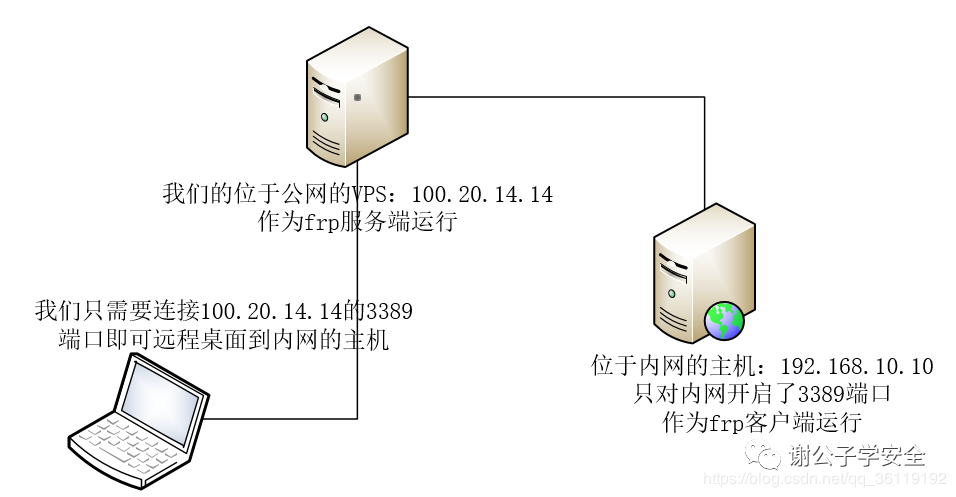 我们的位于公网的VPS：100.20.14.14
作为frp服务端运行
我们只需要连接100.20.14.14的3389
端口即可远程桌面到内网的主机
位于内网的主机：192.168.10.10
只对内网开启了3389端口
作为frp客户端运行
谢公子学安全
https://blog.csdn.net/qq_36119192